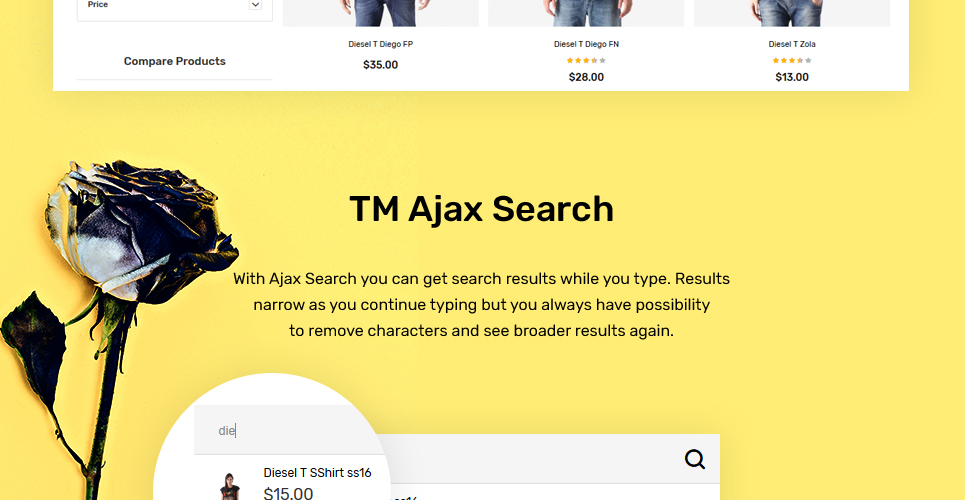 Price
Compare Products
Diesel T Diego FP
$35.00
Diesel T Diego FN
$28.00
Diesel T Zola
$13.00
TM Ajax Search
With Ajax Search you can get search results while you type. Results
narrow as you continue typing but you always have possibility
to remove characters and see broader results again.
die
Diesel T SShirt ss16
$15.00